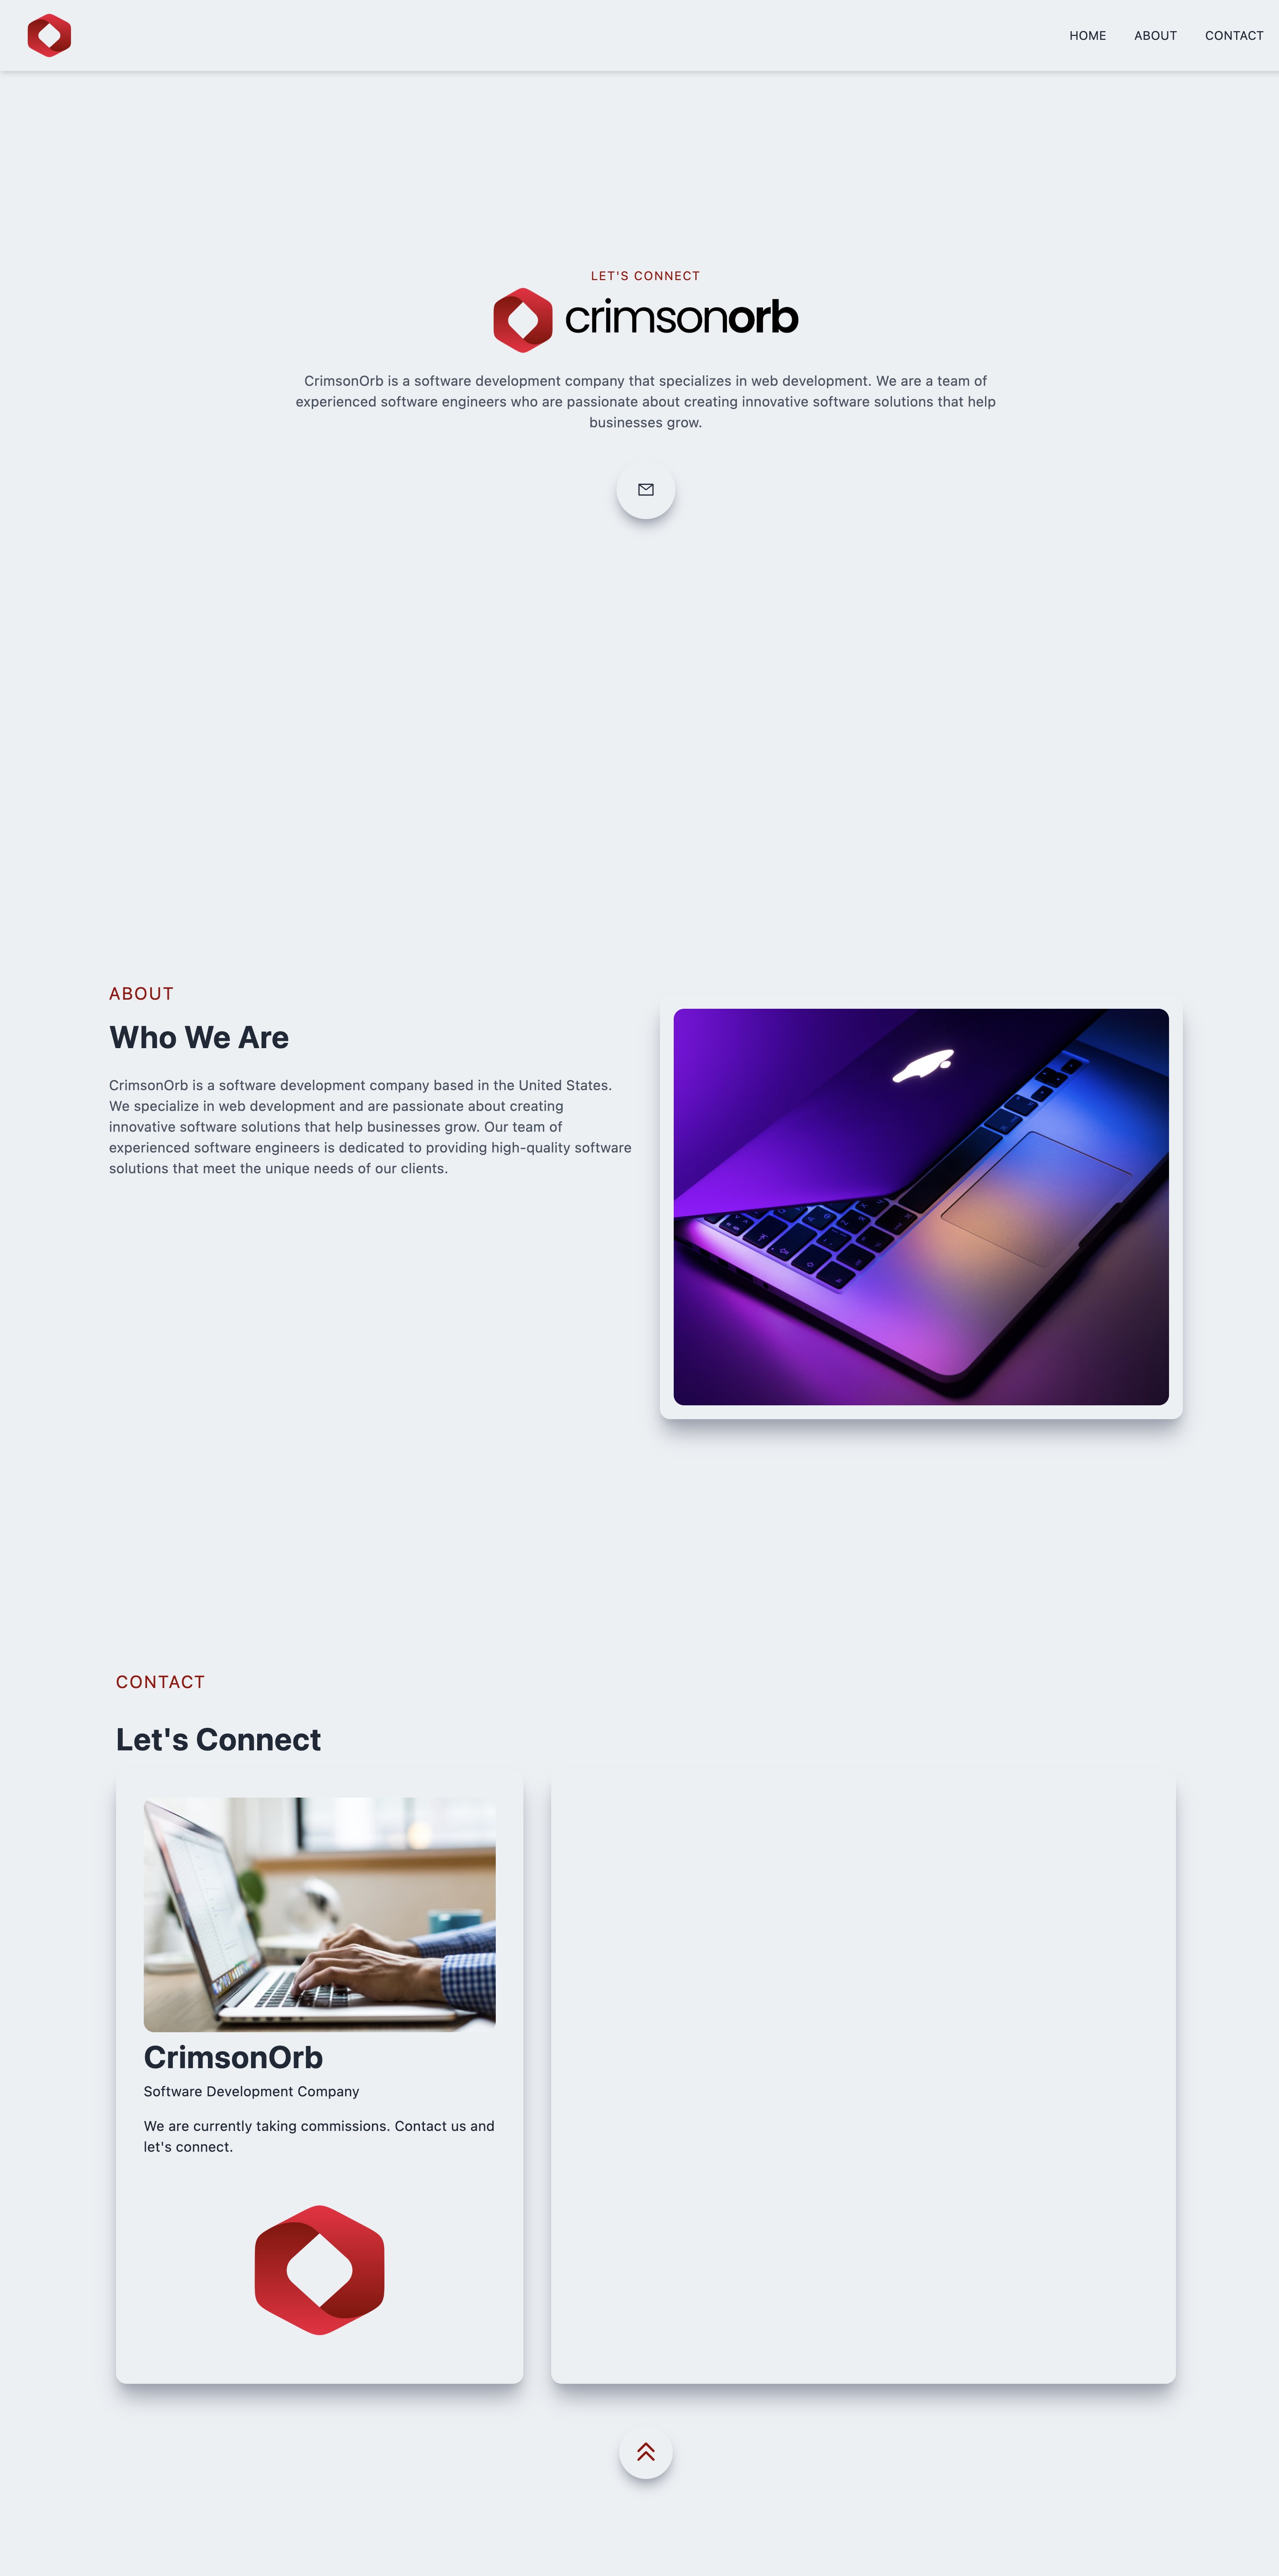 HOME ABOUT CONTACT
LET'S CONNECT
crimsonorb
CrimsonOrb is a software development company that specializes in web development. We are a team of
experienced software engineers who are passionate about creating innovative software solutions that help
businesses grow.
ABOUT
Who We Are
CrimsonOrb is a software development company based in the United States.
We specialize in web development and are passionate about creating
innovative software solutions that help businesses grow. Our team of
experienced software engineers is dedicated to providing high-quality software
solutions that meet the unique needs of our clients.
CONTACT
Let's Connect
CrimsonOrb
Software Development Company
We are currently taking commissions. Contact us and
let's connect.